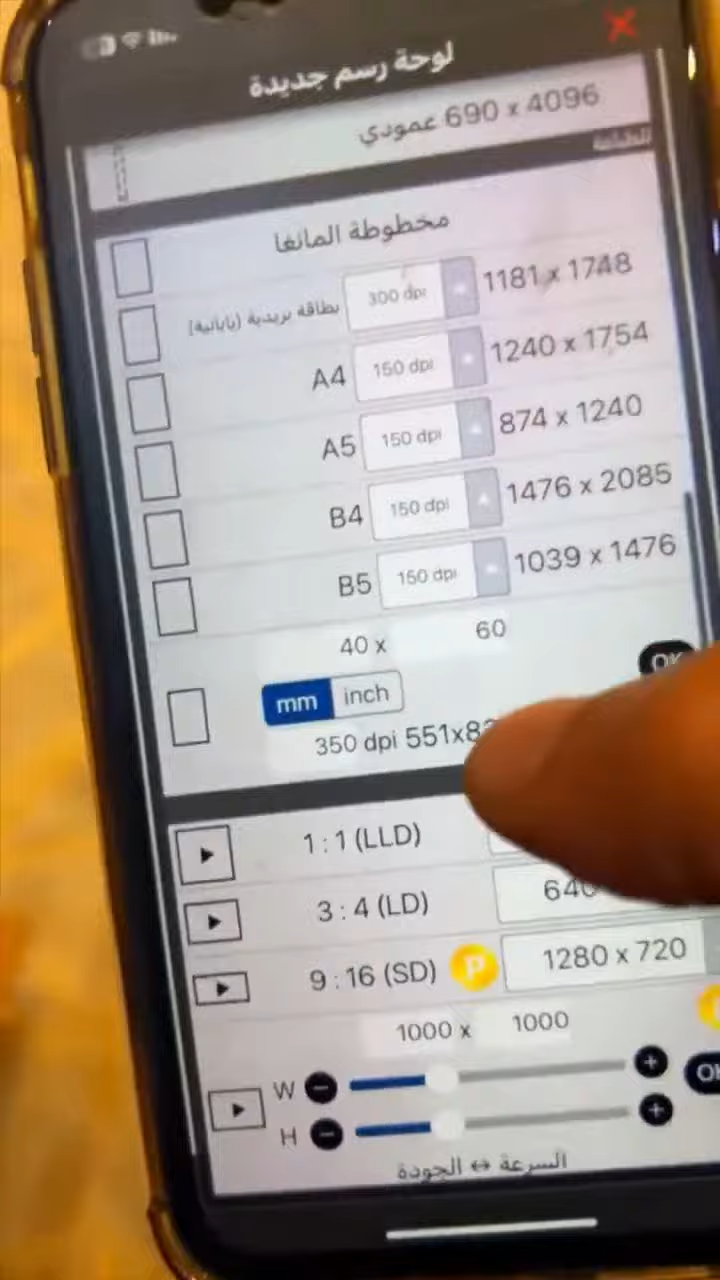 لوحة رسم جديدة
690 x 4096 عمودي
مخطوطة المانغا
بطاقة بريدية (يابانية) 300 dpi 1181 x 1748
A4 150 dpi 1240 x 1754
A5 150 dpi 874 x 1240
B4 150 dpi 1476 x 2085
B5 150 dpi 1039 x 1476
40 x 60
OK
mm inch
350 dpi
1 : 1 (LLD)
3 : 4 (LD)
9 : 16 (SD) P 1280 x 720
1000 x 1000
W
OK
H
السرعة ↔ الجودة